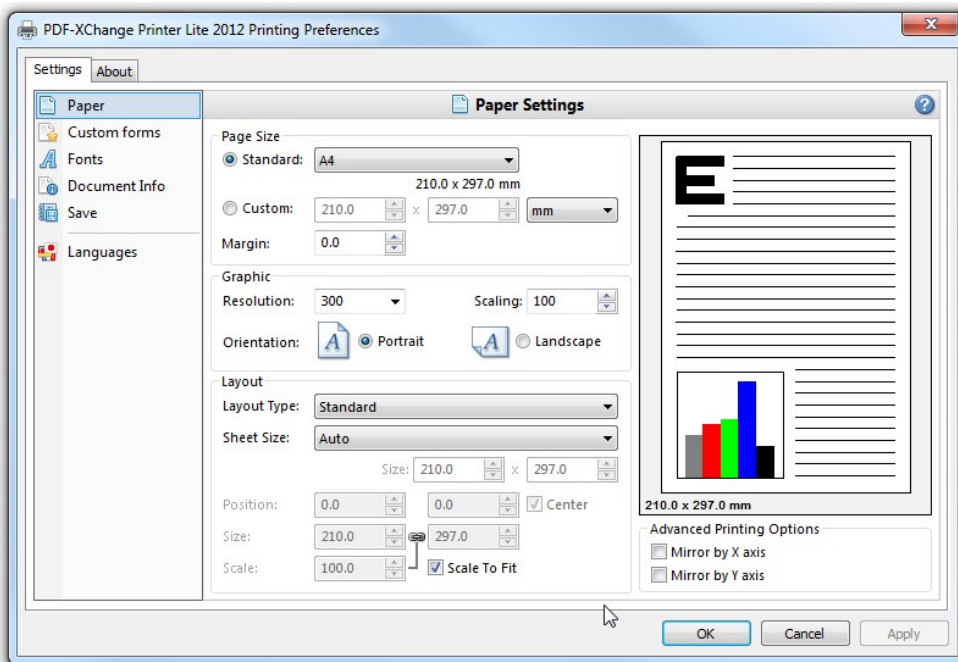 PDF-XChange Printer Lite 2012 Printing Preferences
Settings About
Paper
Custom forms
Fonts
Document Info
Save
Languages
Paper Settings
Page Size
Standard: A4
210.0 x 297.0 mm
Custom: 210.0 x 297.0 mm
Margin: 0.0
Graphic
Resolution: 300 Scaling: 100
Orientation: A Portrait A Landscape
Layout
Layout Type: Standard
Sheet Size: Auto
Size: 210.0 x 297.0
Position: 0.0 0.0 Center
Size: 210.0 297.0
Scale: 100.0 Scale To Fit
E
210.0 x 297.0 mm
Advanced Printing Options
Mirror by X axis
Mirror by Y axis
OK Cancel Apply